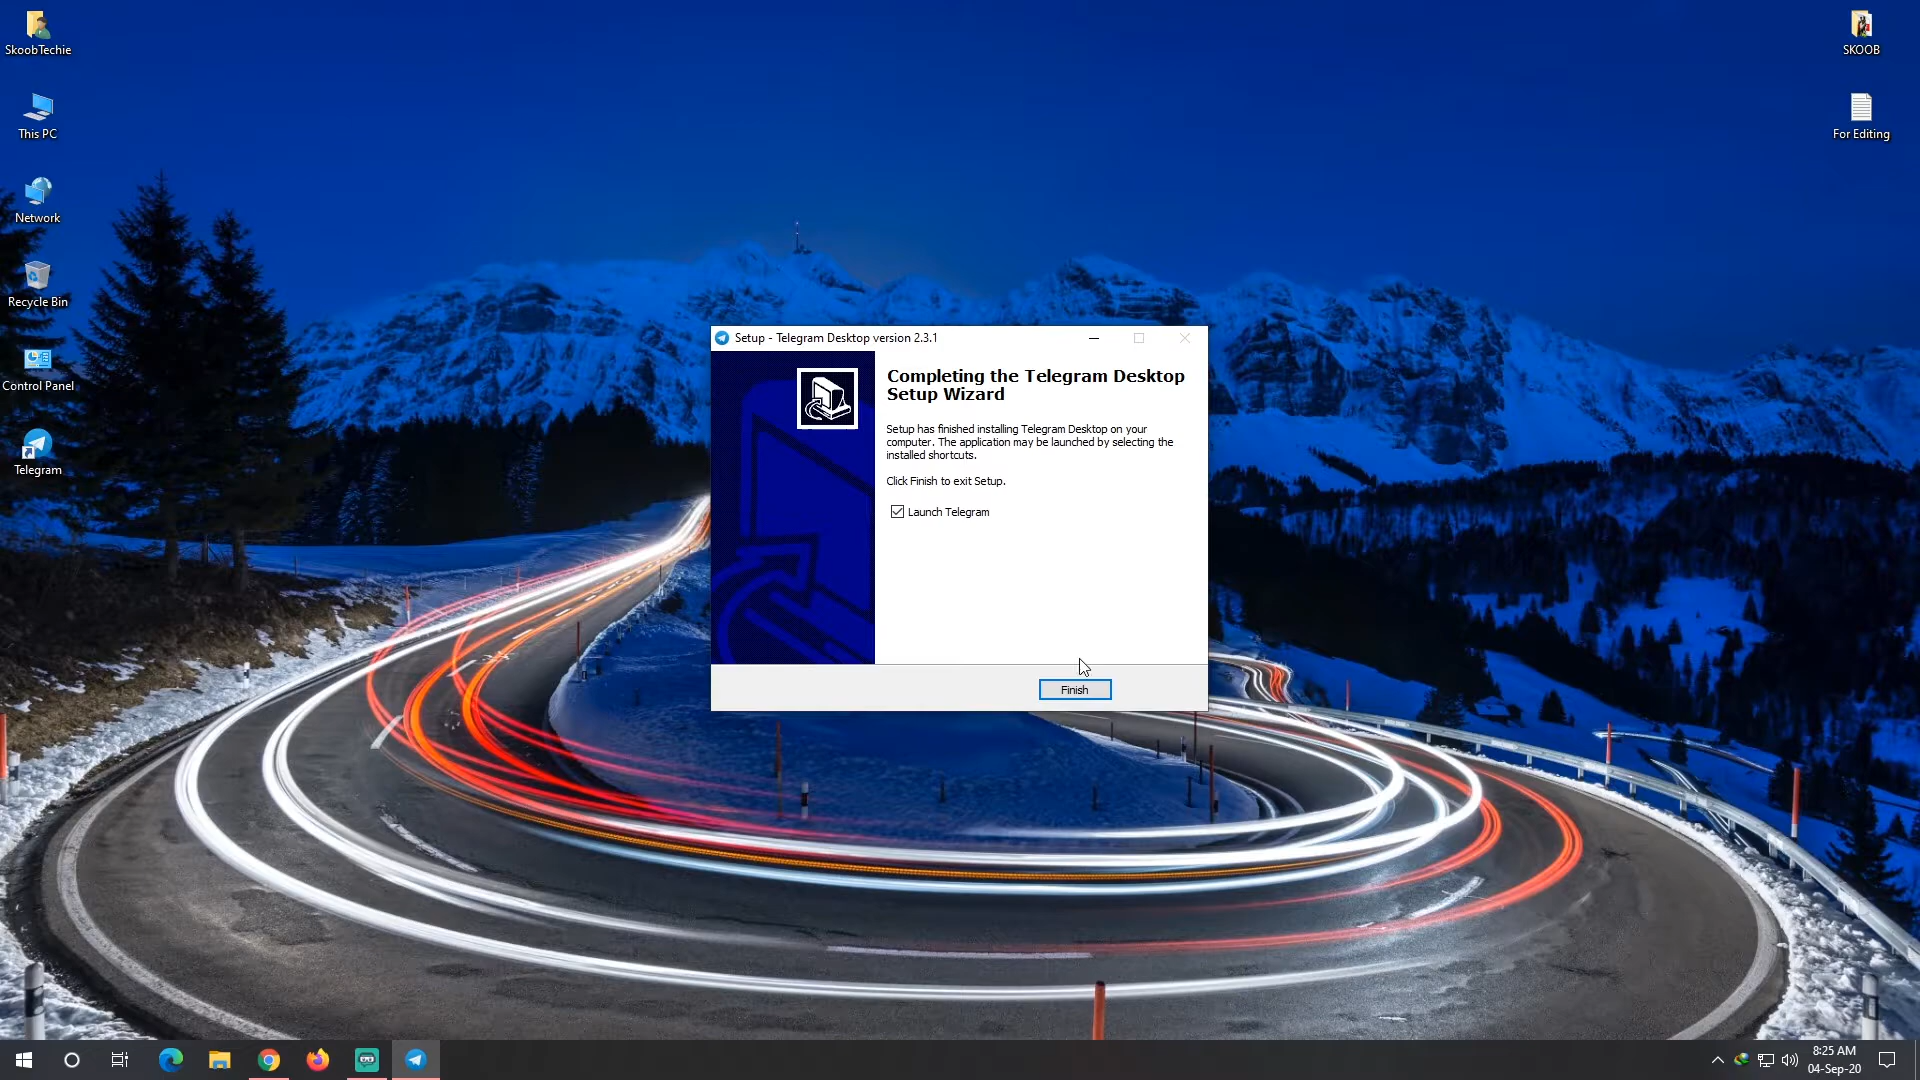 SkoobTechie
This PC
Network
Recycle Bin
Control Panel
Telegram
SKOOB
For Editing
Setup - Telegram Desktop version 2.3.1
Completing the Telegram Desktop
Setup Wizard
Setup has finished installing Telegram Desktop on your
computer. The application may be launched by selecting the
installed shortcuts.
Click Finish to exit Setup.
Launch Telegram
Finish
8:25 AM
04-Sep-20